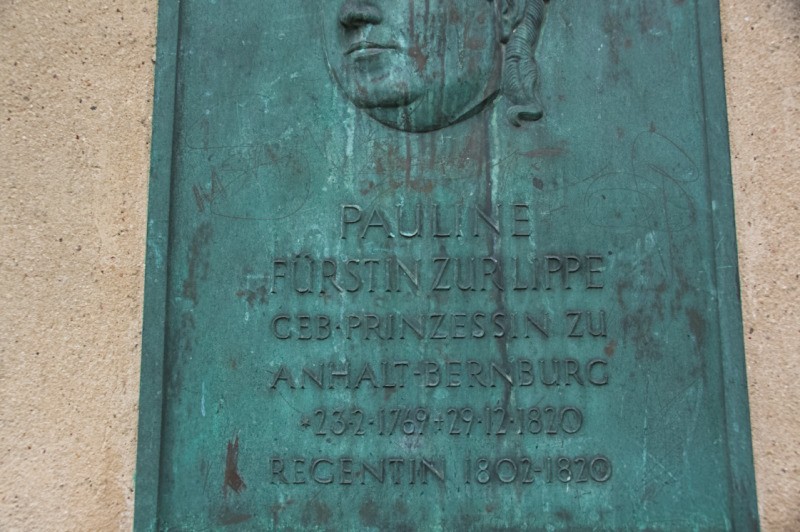 PAULINE
FÜRSTIN ZUR LIPPE
GEB·PRINZESSIN ZU
ANHALT-BERNBURG
*23·2·1769 +29·12·1820
REGENTIN 1802-1820